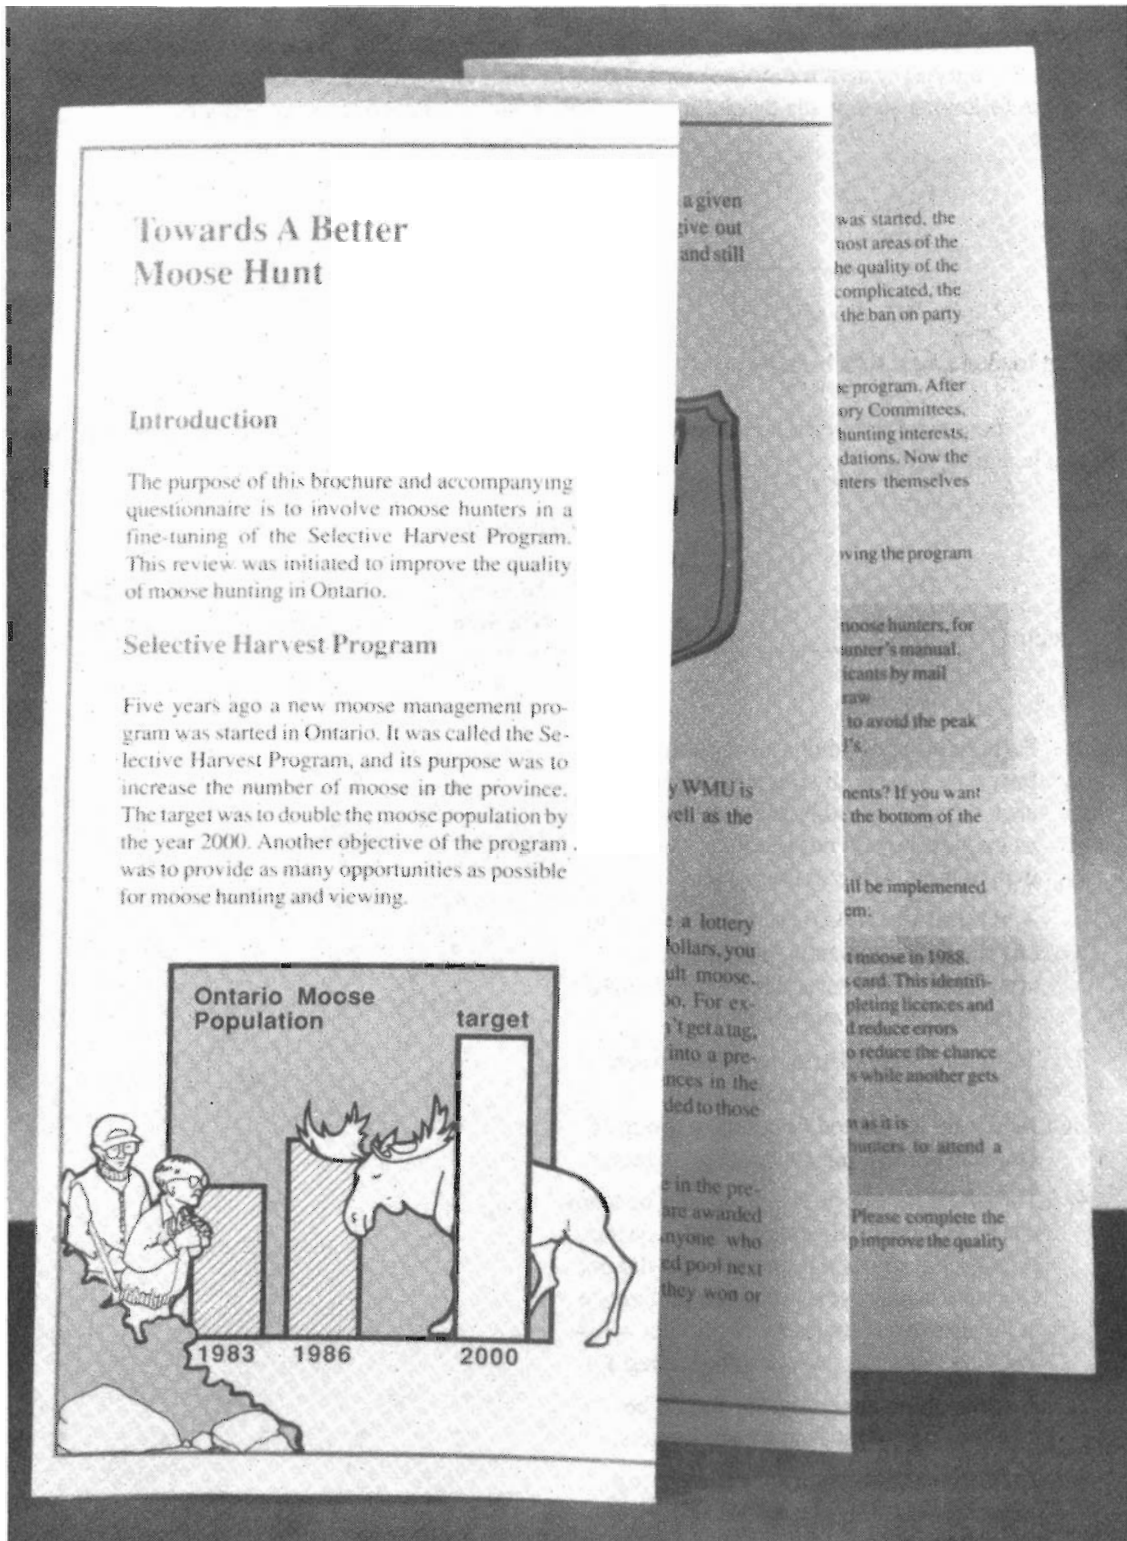 Towards A Better
Moose Hunt
Introduction
The purpose of this brochure and accompanying
questionnaire is to involve moose hunters in a
fine-tuning of the Selective Harvest Program.
This review was initiated to improve the quality
of moose hunting in Ontario.
Selective Harvest Program
Five years ago a new moose management pro-
gram was started in Ontario. It was called the Se-
lective Harvest Program, and its purpose was to
increase the number of moose in the province.
The target was to double the moose population by
the year 2000. Another objective of the program
was to provide as many opportunities as possible
for moose hunting and viewing.
Ontario Moose
Population
target
1983 1986 2000
a given
give out
and still
y WMU is
well as the
a lottery
dollars, you
ult moose,
oo. For ex-
n't get a tag,
into a pre-
nces in the
ded to those
e in the pre-
are awarded
nyone who
ed pool next
they won or
was started, the
most areas of the
he quality of the
complicated, the
the ban on party
e program. After
ory Committees,
hunting interests,
dations. Now the
nters themselves
wing the program
moose hunters, for
unter's manual,
icants by mail
raw
to avoid the peak
l's.
nents? If you want
the bottom of the
ill be implemented
em:
t moose in 1988.
card. This identifi-
pleting licences and
d reduce errors
o reduce the chance
s while another gets
n as it is
hunters to attend a
Please complete the
p improve the quality